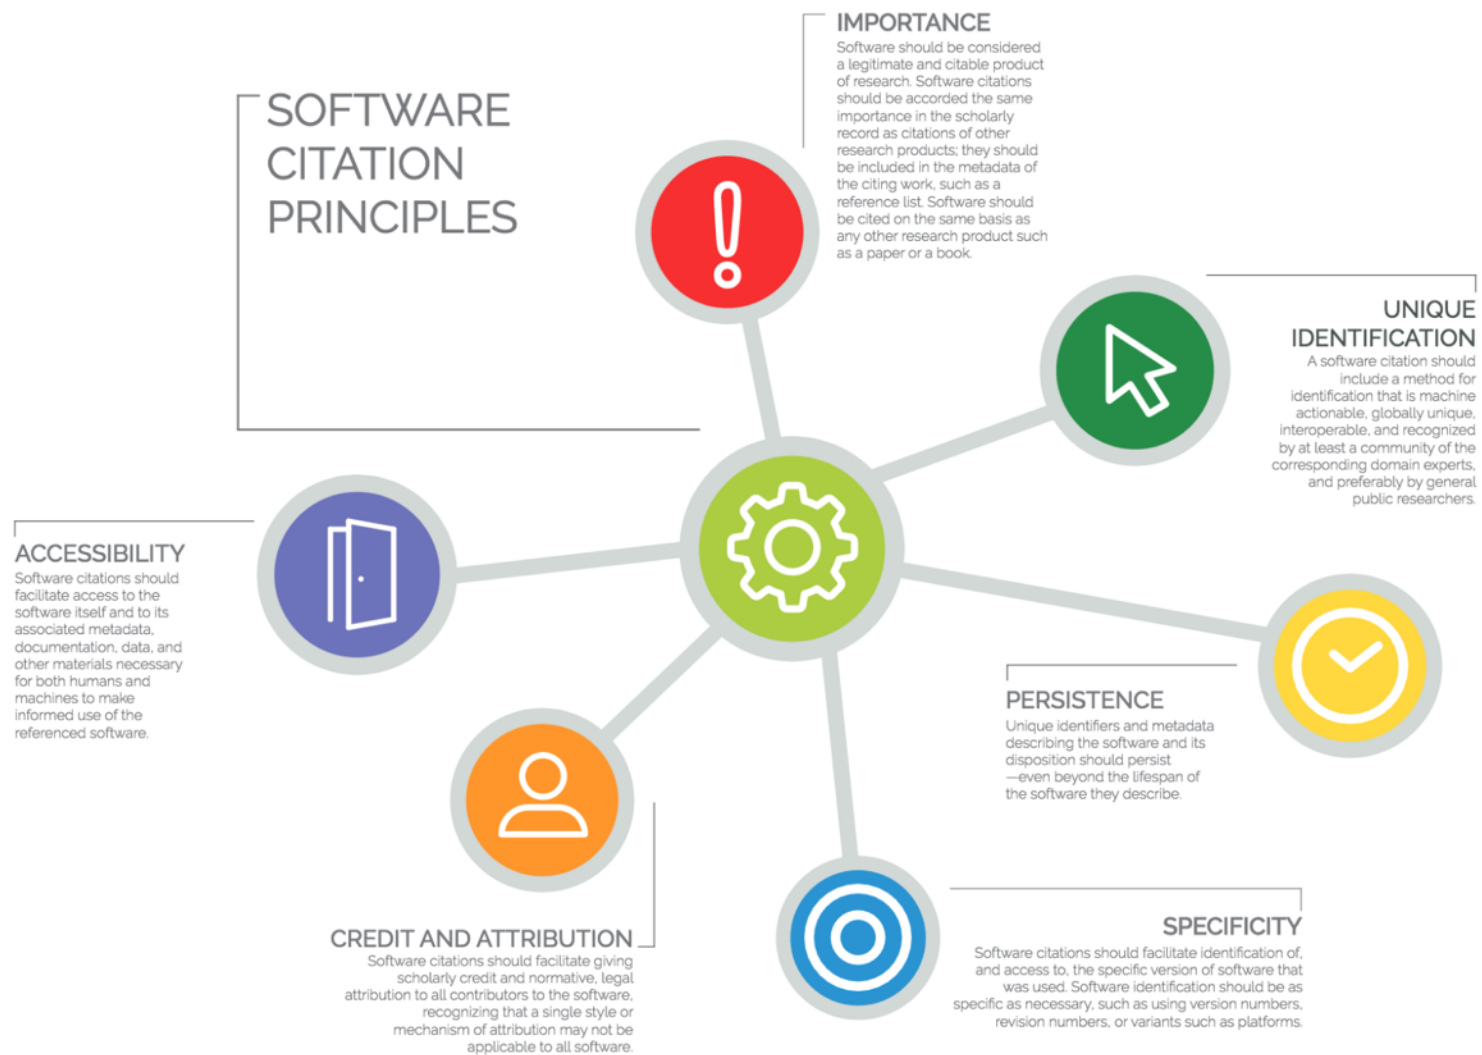 SOFTWARE
CITATION
PRINCIPLES
IMPORTANCE
Software should be considered
a legitimate and citable product
of research. Software citations
should be accorded the same
importance in the scholarly
record as citations of other
research products; they should
be included in the metadata of
the citing work, such as a
reference list. Software should
be cited on the same basis as
any other research product such
as a paper or a book.
UNIQUE
IDENTIFICATION
A software citation should
include a method for
identification that is machine
actionable, globally unique,
interoperable, and recognized
by at least a community of the
corresponding domain experts,
and preferably by general
public researchers.
ACCESSIBILITY
Software citations should
facilitate access to the
software itself and to its
associated metadata,
documentation, data, and
other materials necessary
for both humans and
machines to make
informed use of the
referenced software.
PERSISTENCE
Unique identifiers and metadata
describing the software and its
disposition should persist
—even beyond the lifespan of
the software they describe.
CREDIT AND ATTRIBUTION
Software citations should facilitate giving
scholarly credit and normative, legal
attribution to all contributors to the software,
recognizing that a single style or
mechanism of attribution may not be
applicable to all software.
SPECIFICITY
Software citations should facilitate identification of,
and access to, the specific version of software that
was used. Software identification should be as
specific as necessary, such as using version numbers,
revision numbers, or variants such as platforms.